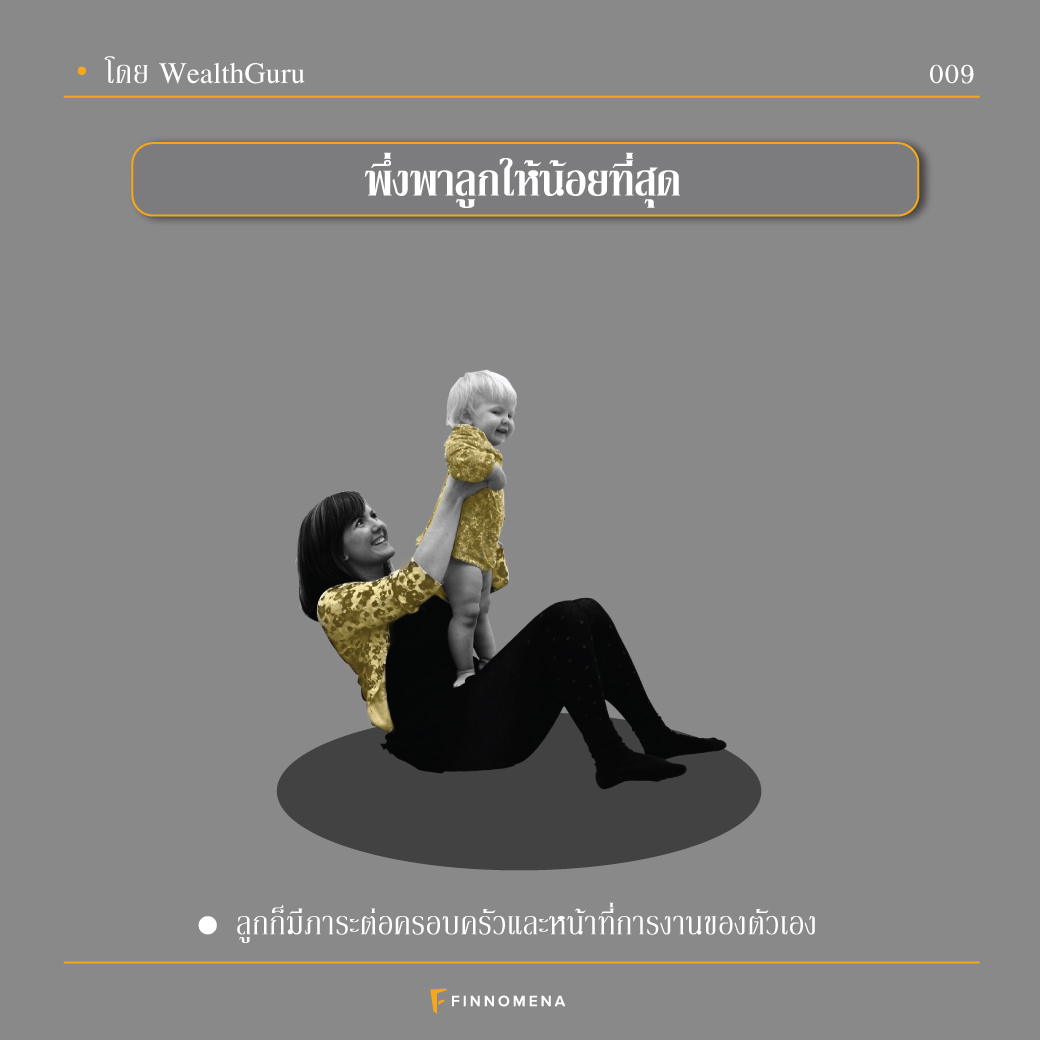 • โดย WealthGuru
009
พึ่งพาลูกให้น้อยที่สุด
● ลูกก็มีภาระต่อครอบครัวและหน้าที่การงานของตัวเอง
FINNOMENA